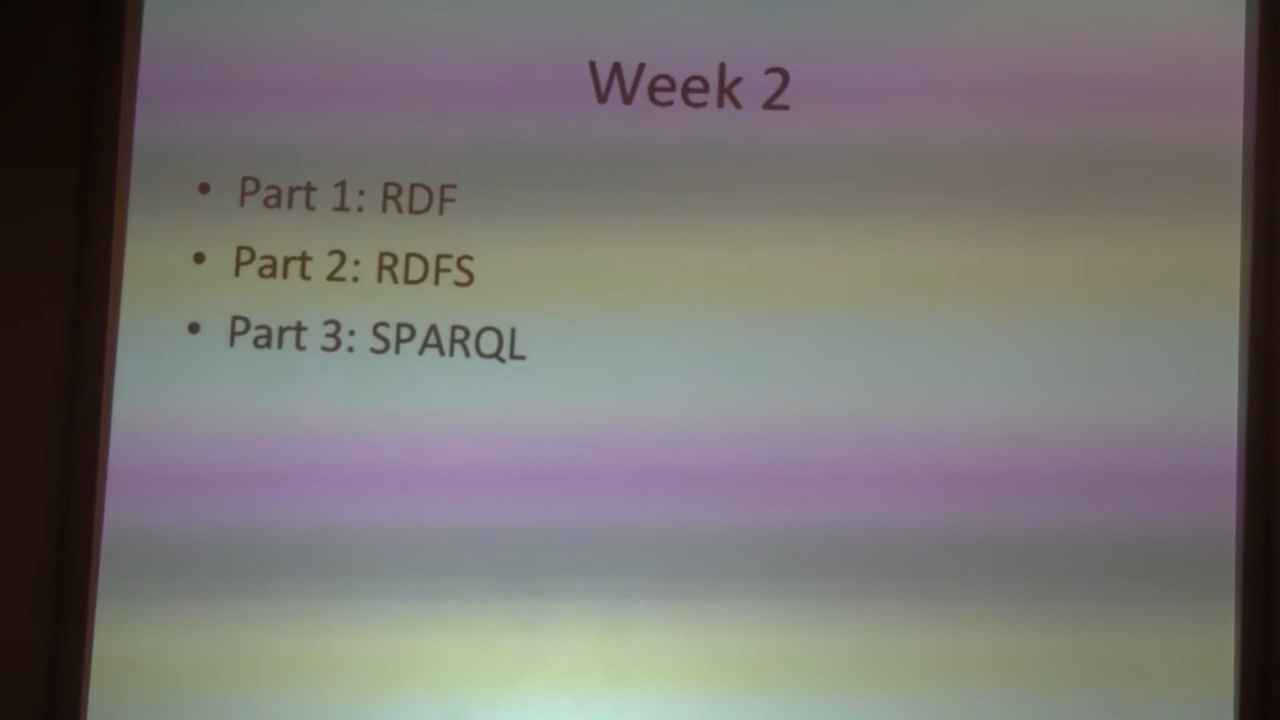 Week 2
• Part 1: RDF
• Part 2: RDFS
• Part 3: SPARQL